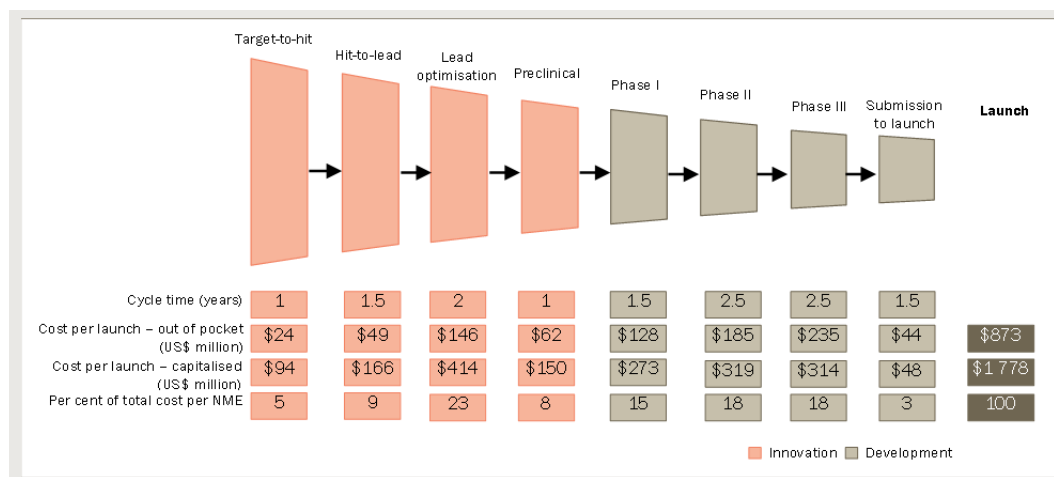 Target-to-hit
Hit-to-lead
Lead
optimisation
Preclinical
Phase I
Phase II
Phase III
Submission
to launch
Launch
Cycle time (years) 1 1.5 2 1 1.5 2.5 2.5 1.5
Cost per launch – out of pocket $24 $49 $146 $62 $128 $185 $235 $44 $873
(US$ million)
Cost per launch – capitalised $94 $166 $414 $150 $273 $319 $314 $48 $1 778
(US$ million)
Per cent of total cost per NME 5 9 23 8 15 18 18 3 100
Innovation Development